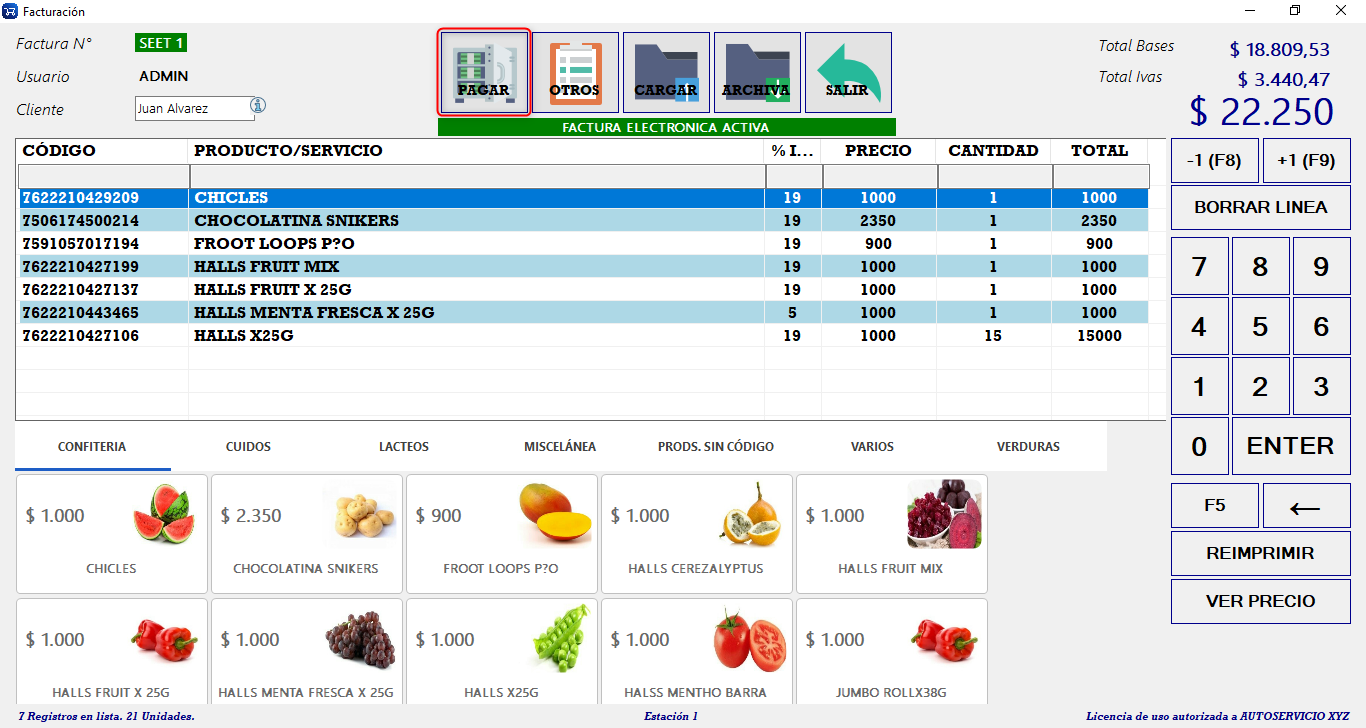 Facturación
Factura N° SEET 1
Usuario ADMIN
Cliente Juan Alvarez
PAGAR OTROS CARGAR ARCHIVA SALIR
FACTURA ELECTRONICA ACTIVA
Total Bases $ 18.809,53
Total Ivas $ 3.440,47
$ 22.250
CÓDIGO PRODUCTO/SERVICIO % I... PRECIO CANTIDAD TOTAL
7622210429209 CHICLES 19 1000 1 1000
7506174500214 CHOCOLATINA SNIKERS 19 2350 1 2350
7591057017194 FROOT LOOPS P?O 19 900 1 900
7622210427199 HALLS FRUIT MIX 19 1000 1 1000
7622210427137 HALLS FRUIT X 25G 19 1000 1 1000
7622210443465 HALLS MENTA FRESCA X 25G 5 1000 1 1000
7622210427106 HALLS X25G 19 1000 15 15000
-1 (F8) +1 (F9)
BORRAR LINEA
7 8 9
4 5 6
1 2 3
0 ENTER
F5 ←
REIMPRIMIR
VER PRECIO
CONFITERIA CUIDOS LACTEOS MISCELÁNEA PRODS. SIN CÓDIGO VARIOS VERDURAS
$ 1.000 $ 2.350 $ 900 $ 1.000 $ 1.000
CHICLES CHOCOLATINA SNIKERS FROOT LOOPS P?O HALLS CEREZALYPTUS HALLS FRUIT MIX
$ 1.000 $ 1.000 $ 1.000 $ 1.000 $ 1.000
HALLS FRUIT X 25G HALLS MENTA FRESCA X 25G HALLS X25G HALSS MENTHO BARRA JUMBO ROLLX38G
7 Registros en lista. 21 Unidades. Estación 1 Licencia de uso autorizada a AUTOSERVICIO XYZ